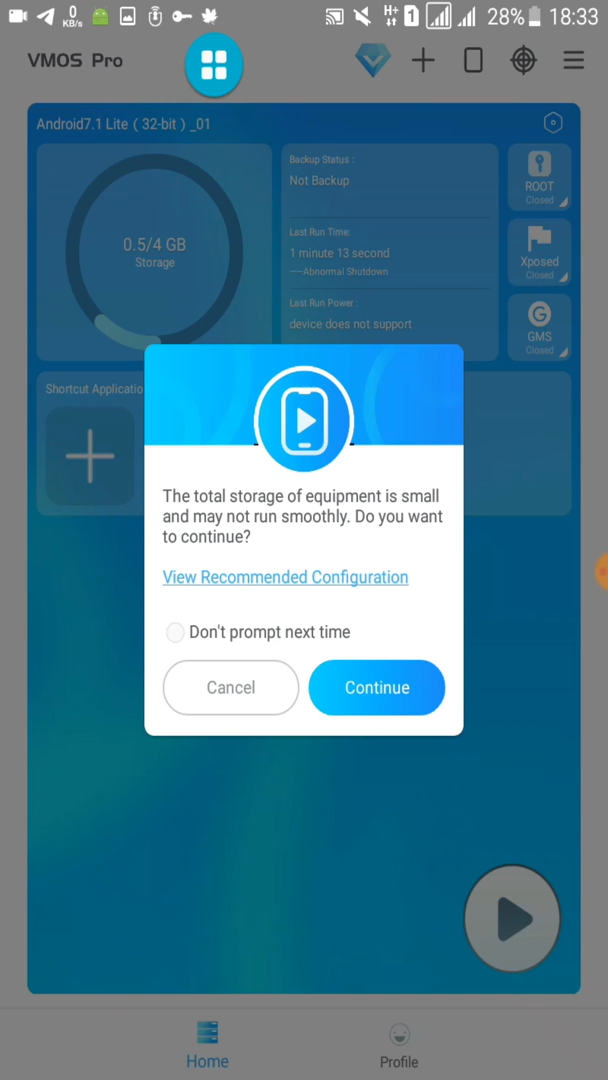 0 KB/s H+ 1 28% 18:33
VMOS Pro
Android7.1 Lite ( 32-bit ) _01
0.5/4 GB
Storage
Backup Status :
Not Backup
Last Run Time:
1 minute 13 second
----Abnormal Shutdown
Last Run Power :
device does not support
ROOT
Closed
Xposed
Closed
G
GMS
Closed
Shortcut Applicatio
The total storage of equipment is small
and may not run smoothly. Do you want
to continue?
View Recommended Configuration
Don't prompt next time
Cancel Continue
Home Profile